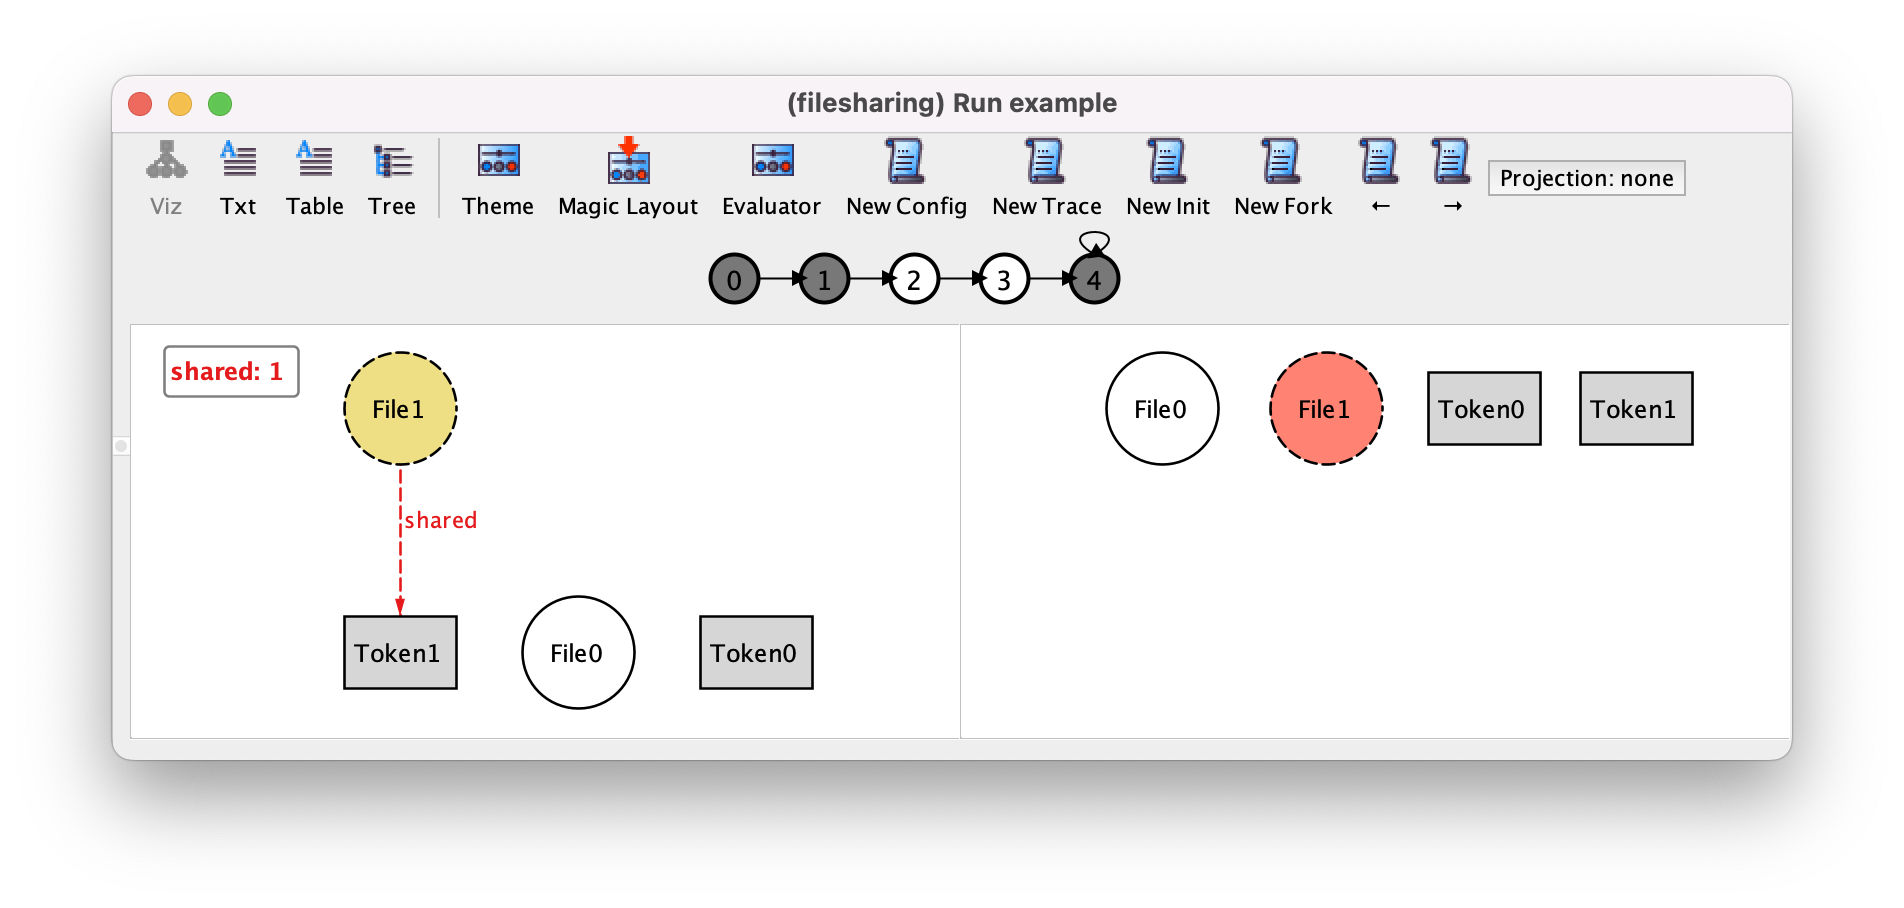 (filesharing) Run example
Viz Txt Table Tree Theme Magic Layout Evaluator New Config New Trace New Init New Fork ← → Projection: none
0 1 2 3 4
shared: 1
File1
shared
Token1 File0 Token0
File0 File1 Token0 Token1